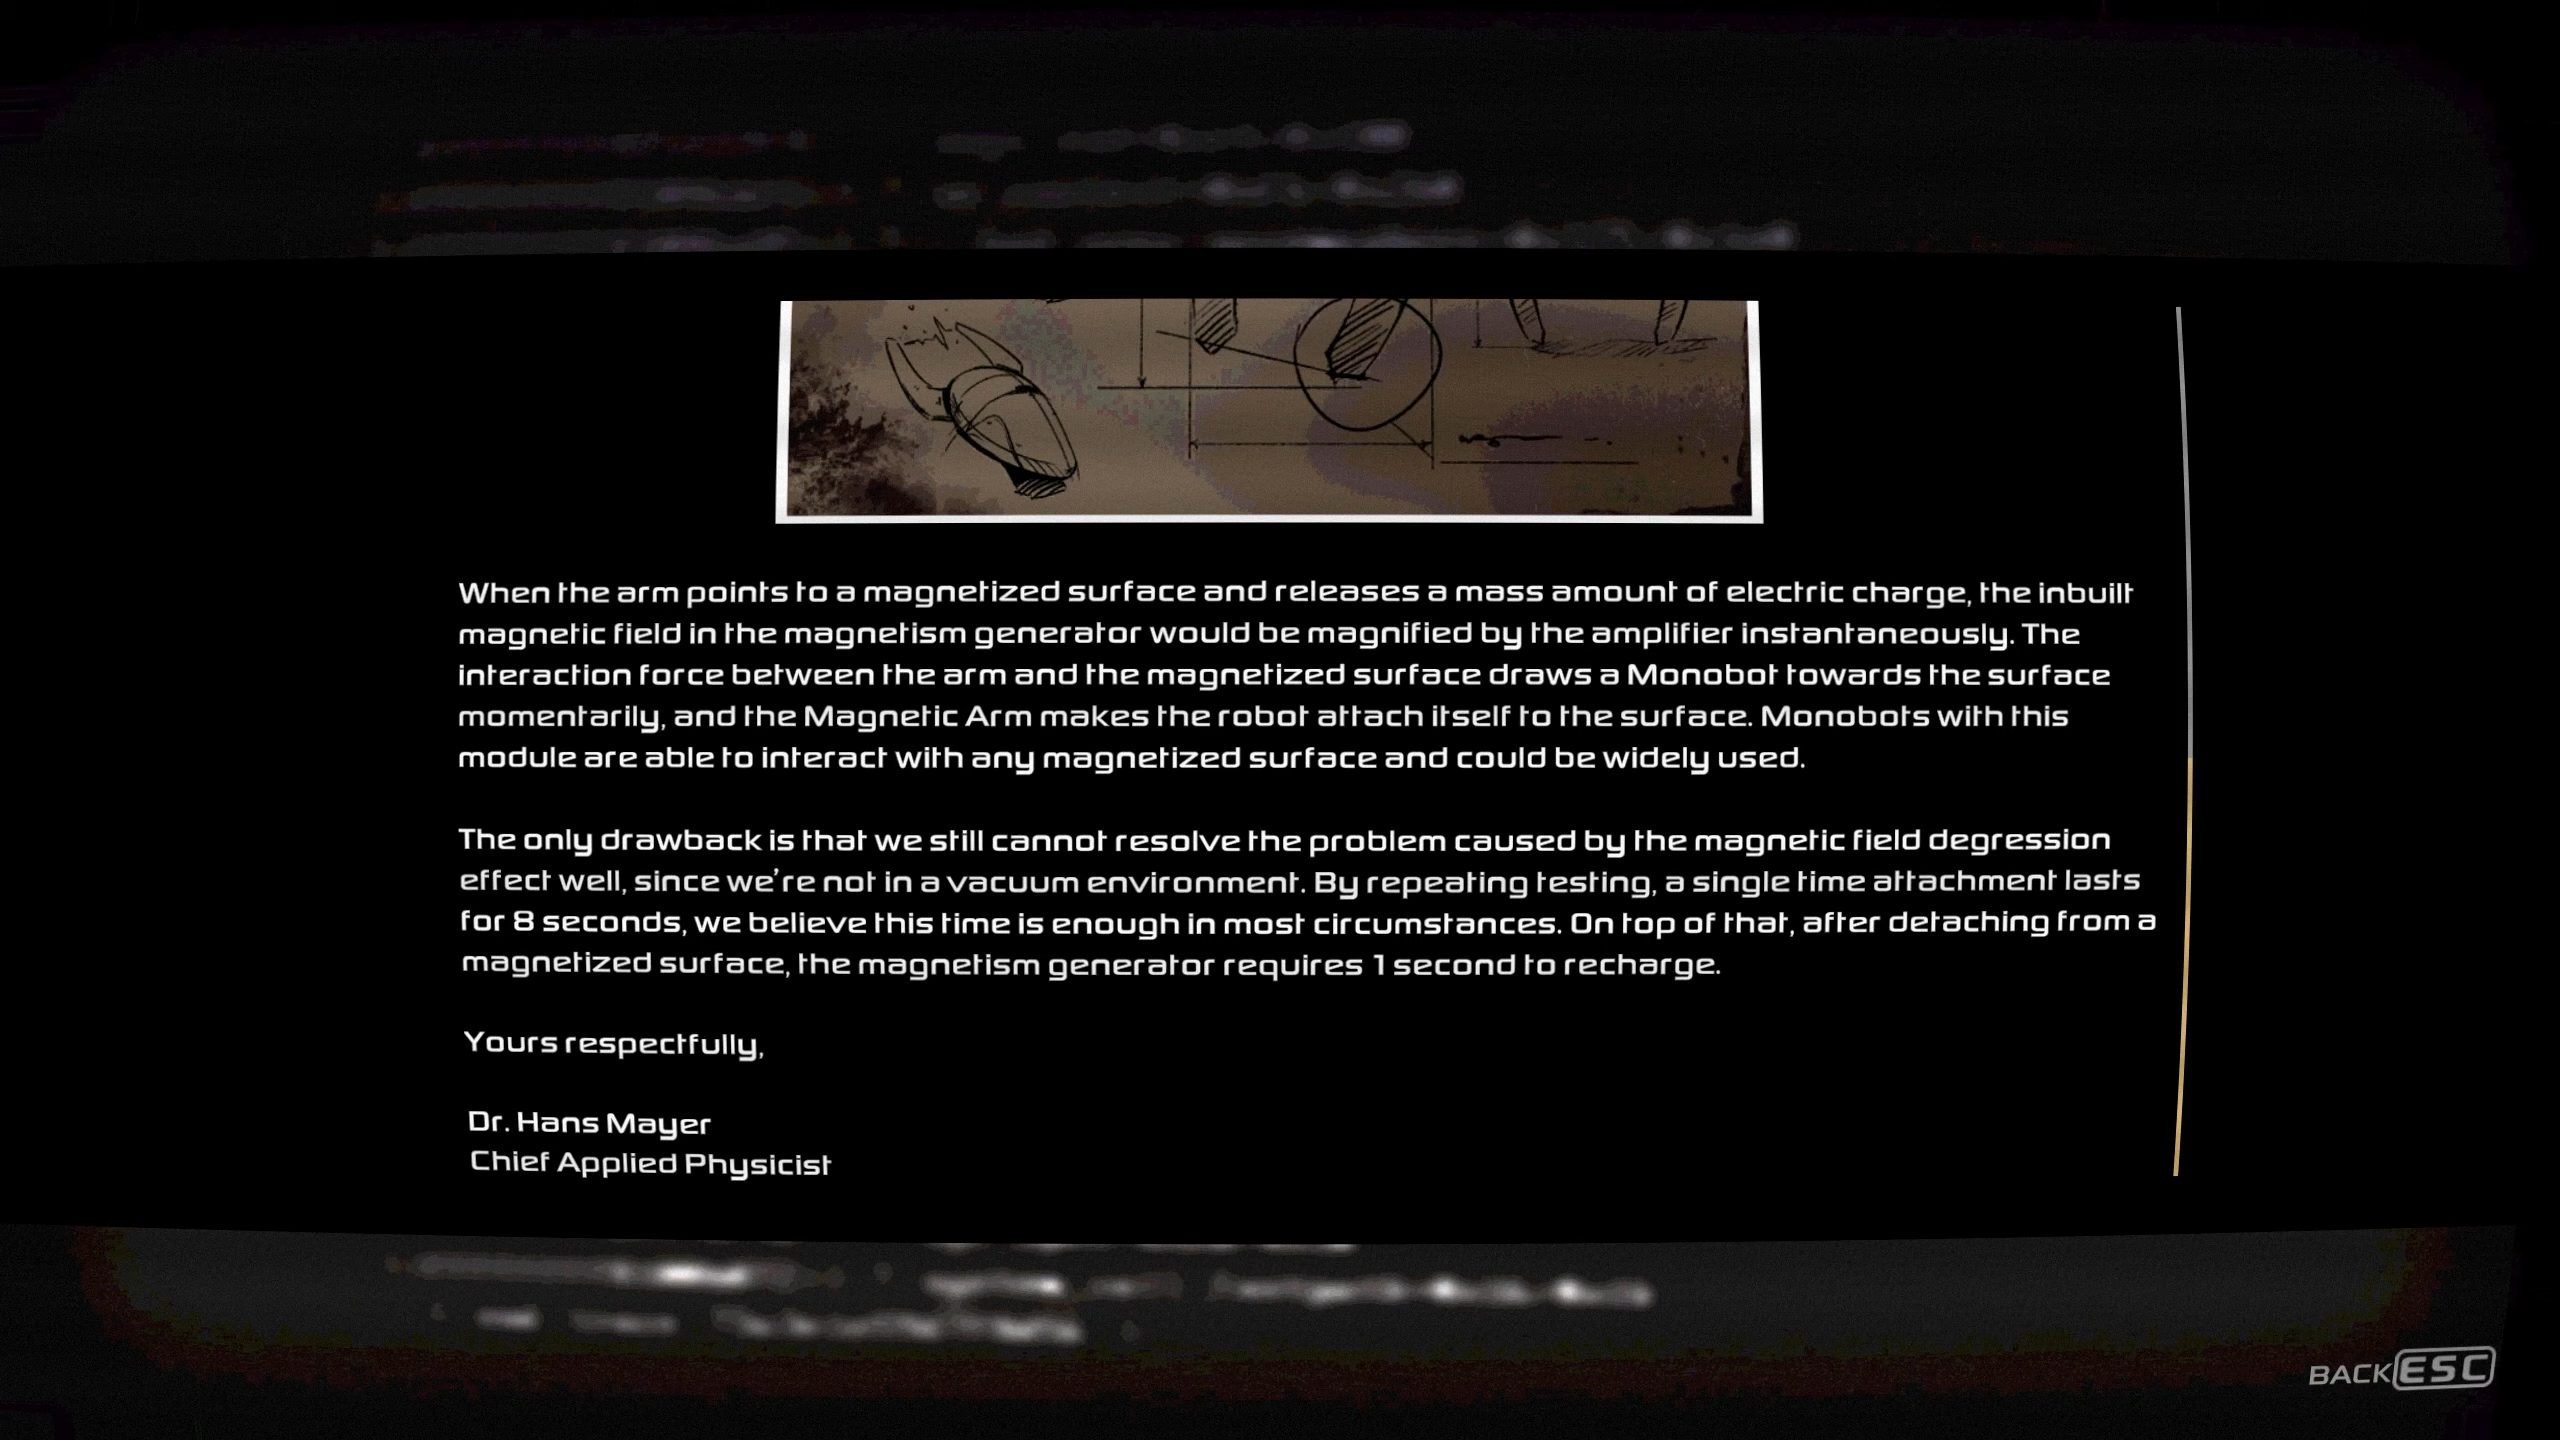 When the arm points to a magnetized surface and releases a mass amount of electric charge, the inbuilt
magnetic field in the magnetism generator would be magnified by the amplifier instantaneously. The
interaction force between the arm and the magnetized surface draws a Monobot towards the surface
momentarily, and the Magnetic Arm makes the robot attach itself to the surface. Monobots with this
module are able to interact with any magnetized surface and could be widely used.
The only drawback is that we still cannot resolve the problem caused by the magnetic field degression
effect well, since we're not in a vacuum environment. By repeating testing, a single time attachment lasts
for 8 seconds, we believe this time is enough in most circumstances. On top of that, after detaching from a
magnetized surface, the magnetism generator requires 1 second to recharge.
Yours respectfully,
Dr. Hans Mayer
Chief Applied Physicist
BACK ESC